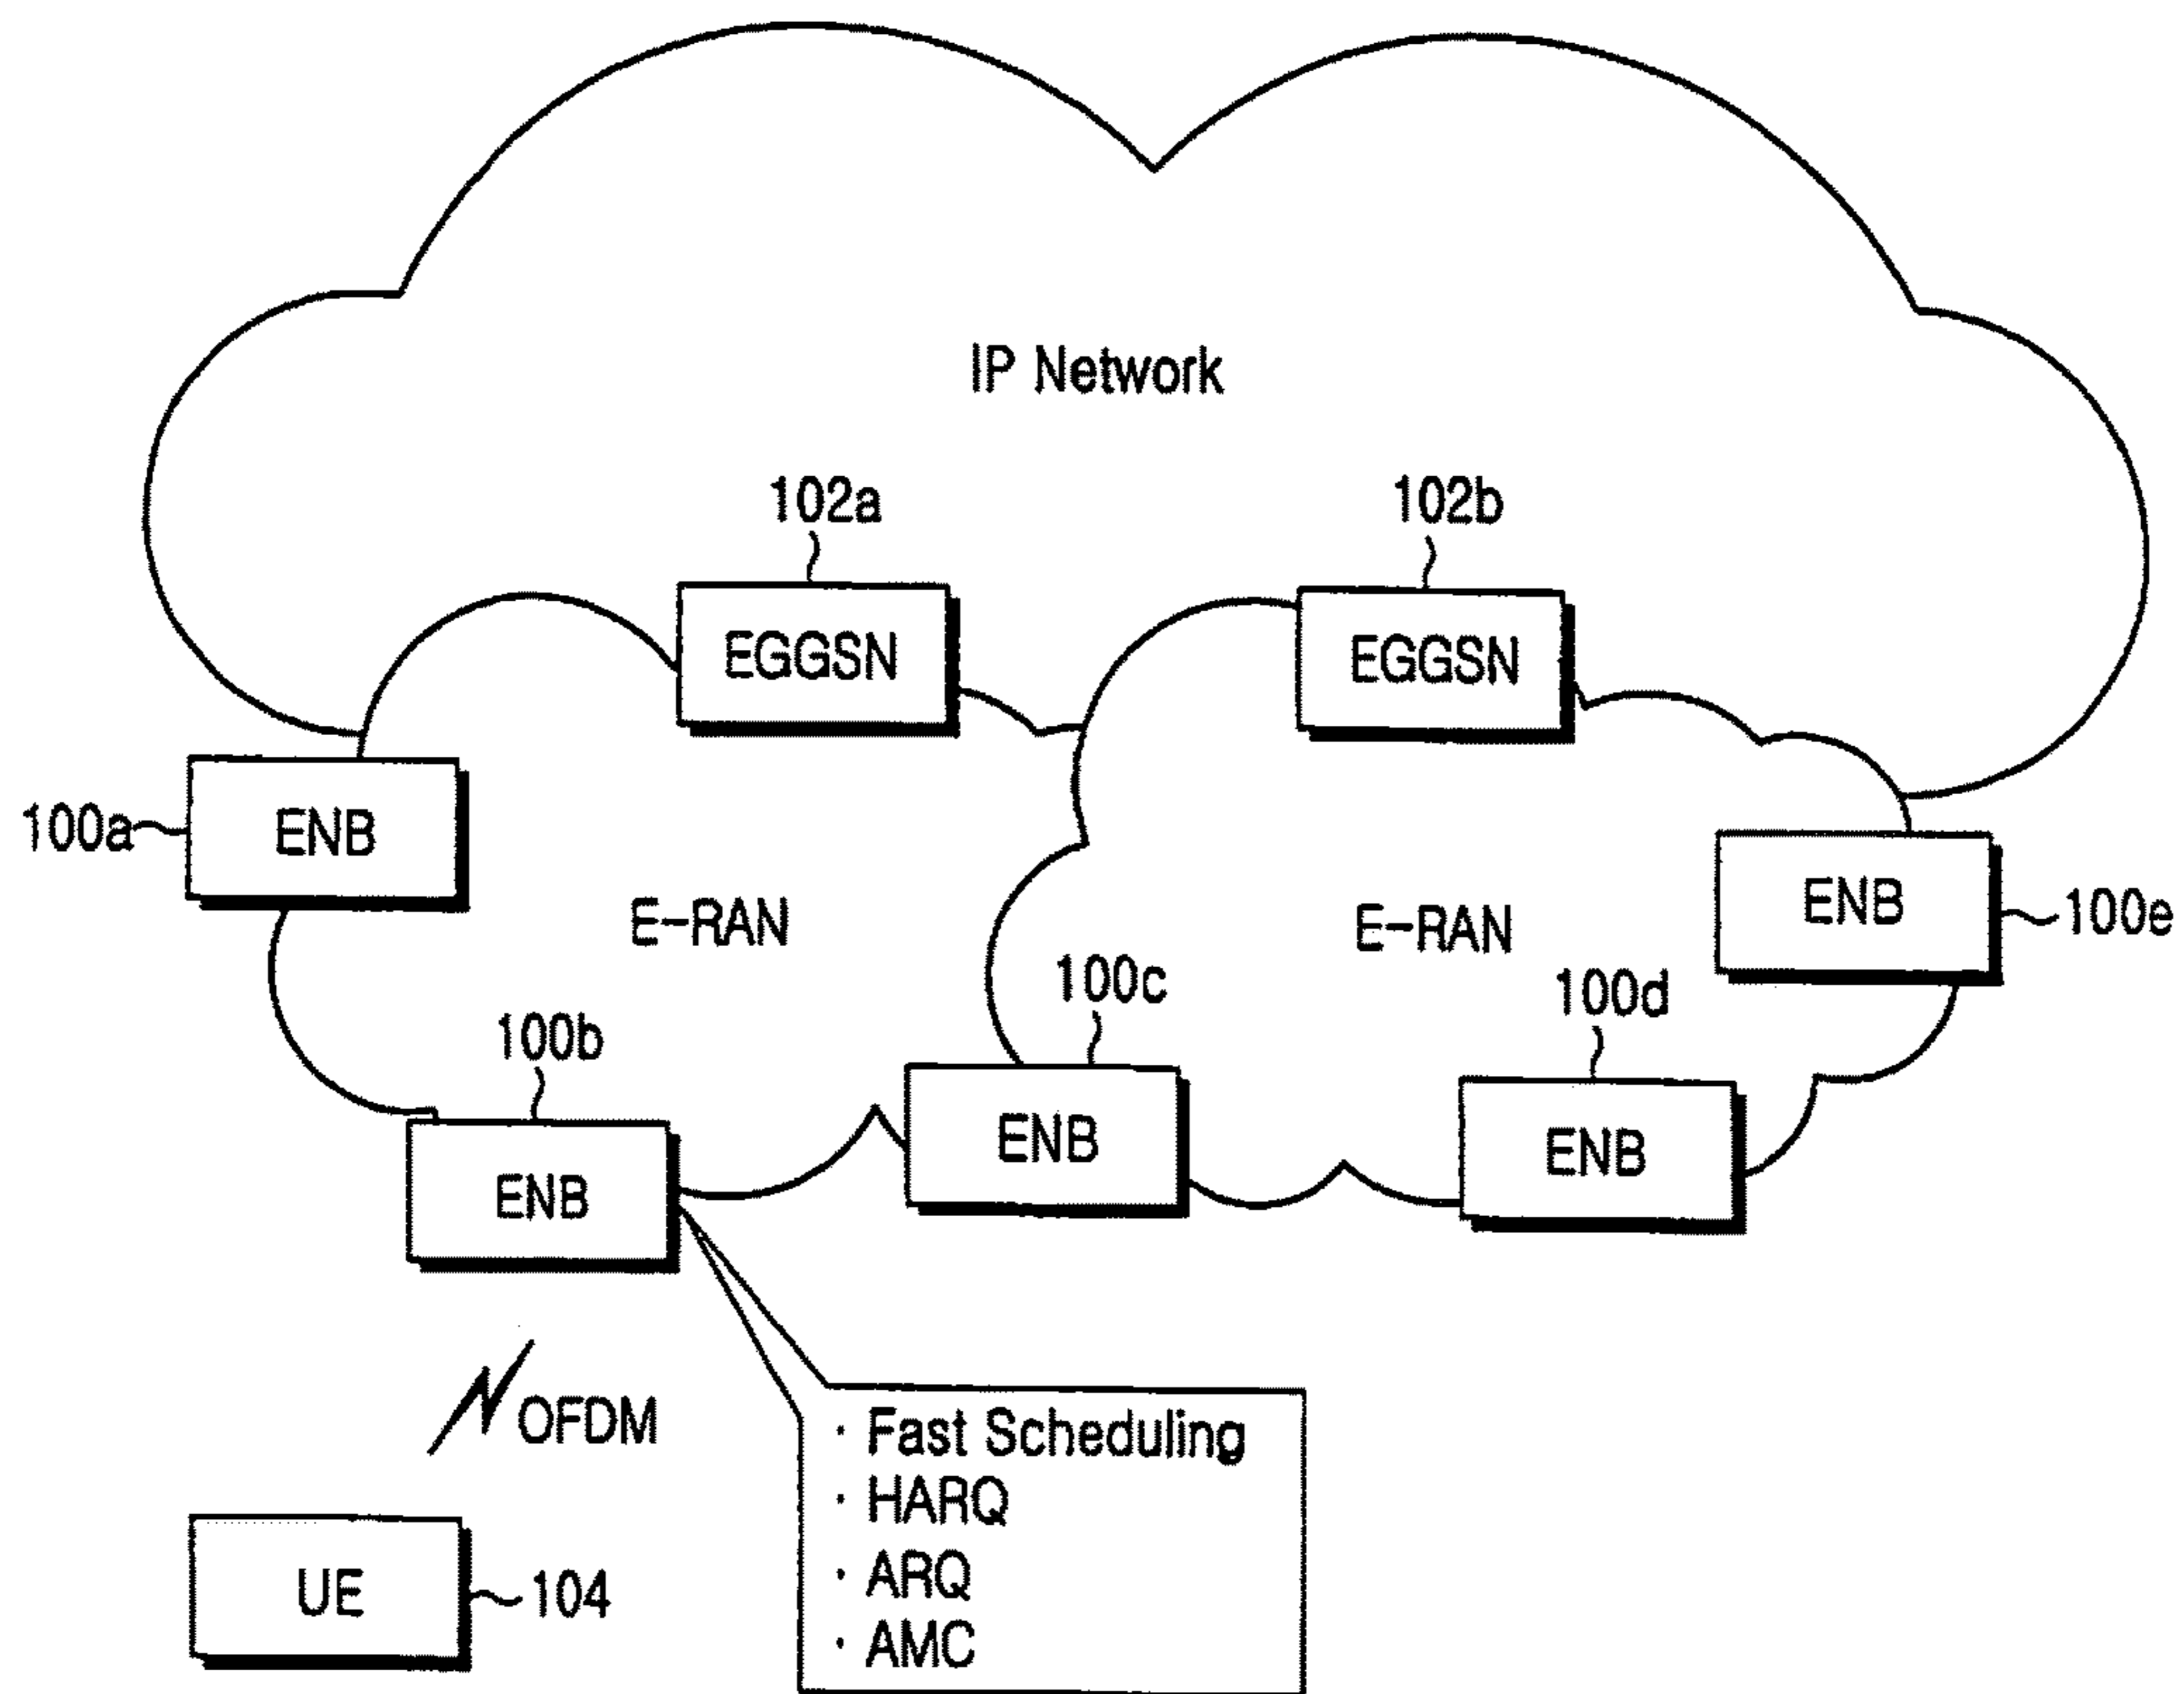 IP Network
102a
102b
EGGSN
EGGSN
100a
ENB
E-RAN
E-RAN
ENB
100e
100b
100c
100d
ENB
ENB
ENB
OFDM
· Fast Scheduling
· HARQ
· ARQ
· AMC
UE
104